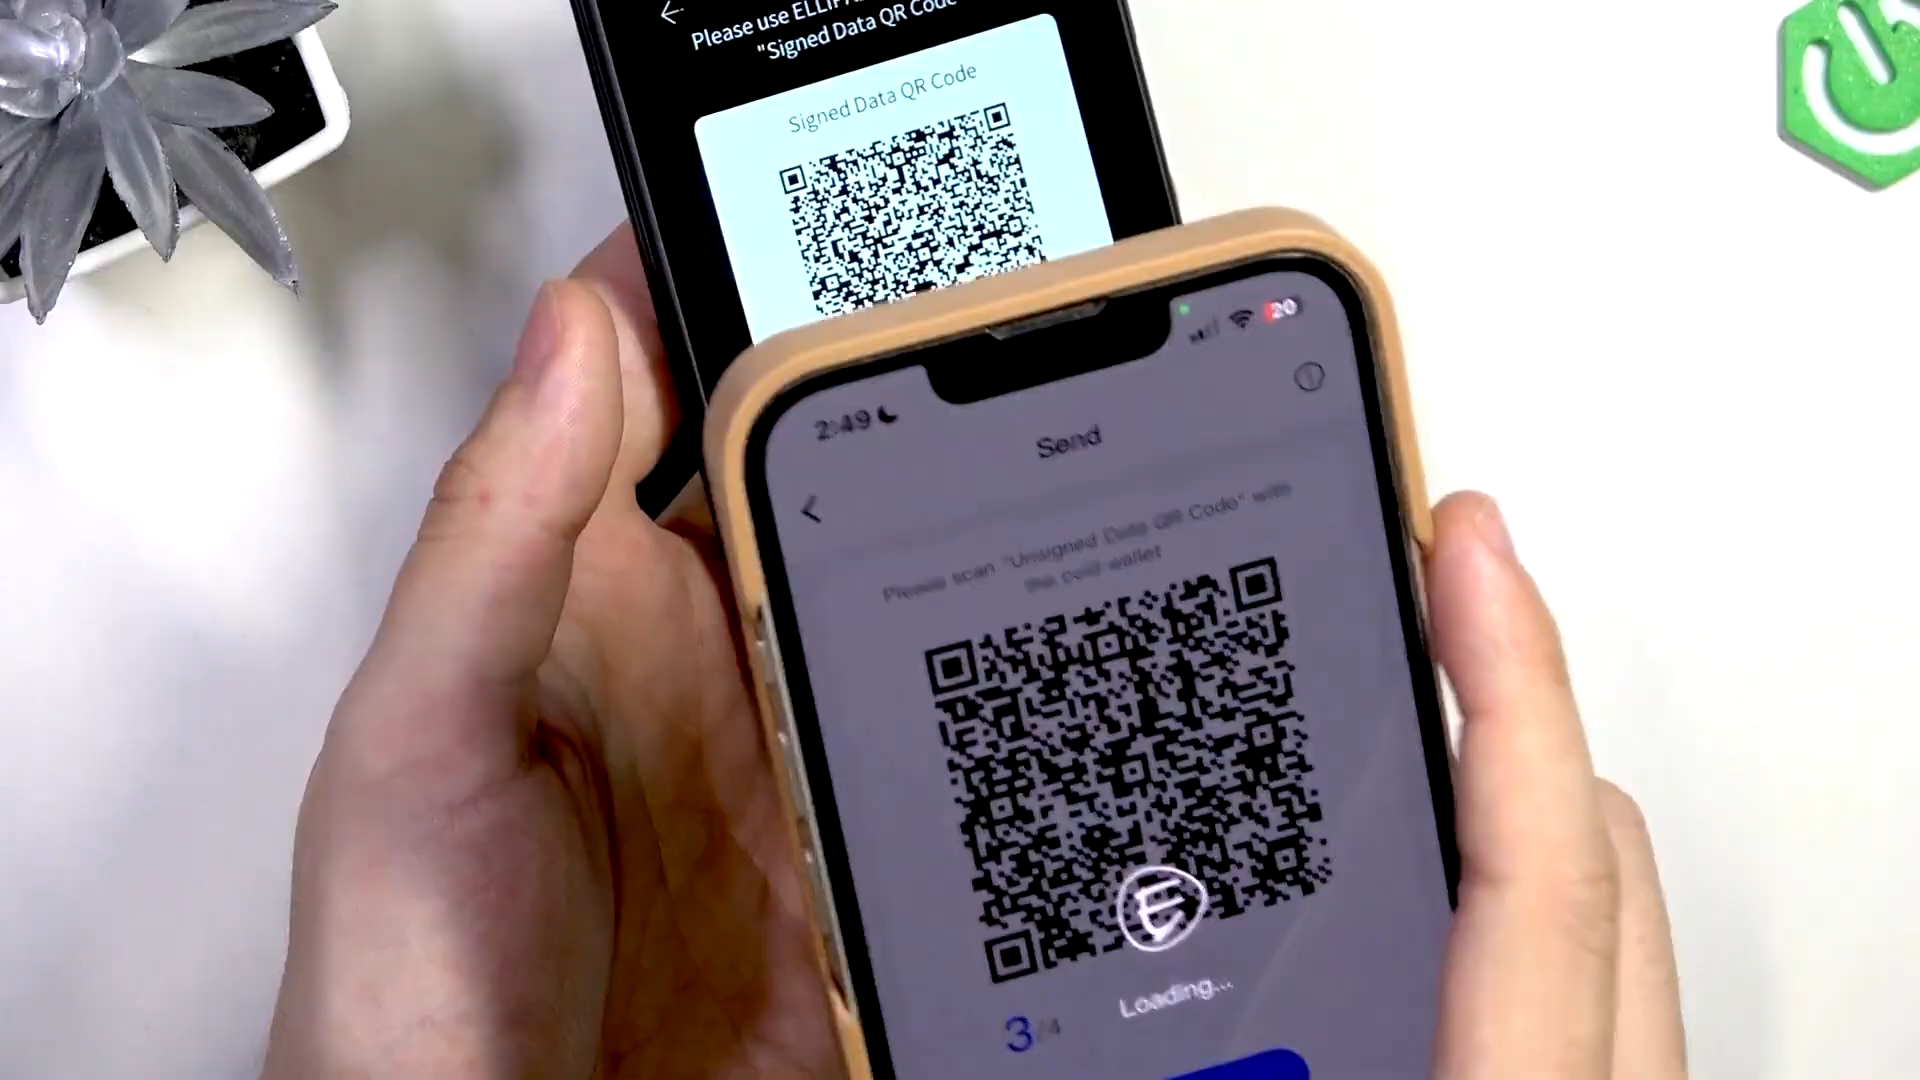 Please use
"Signed Data QR Code"
Signed Data QR Code
20
2:49
Send
Please scan "Unsigned Data QR Code" with
the cold wallet
Loading...
3/4